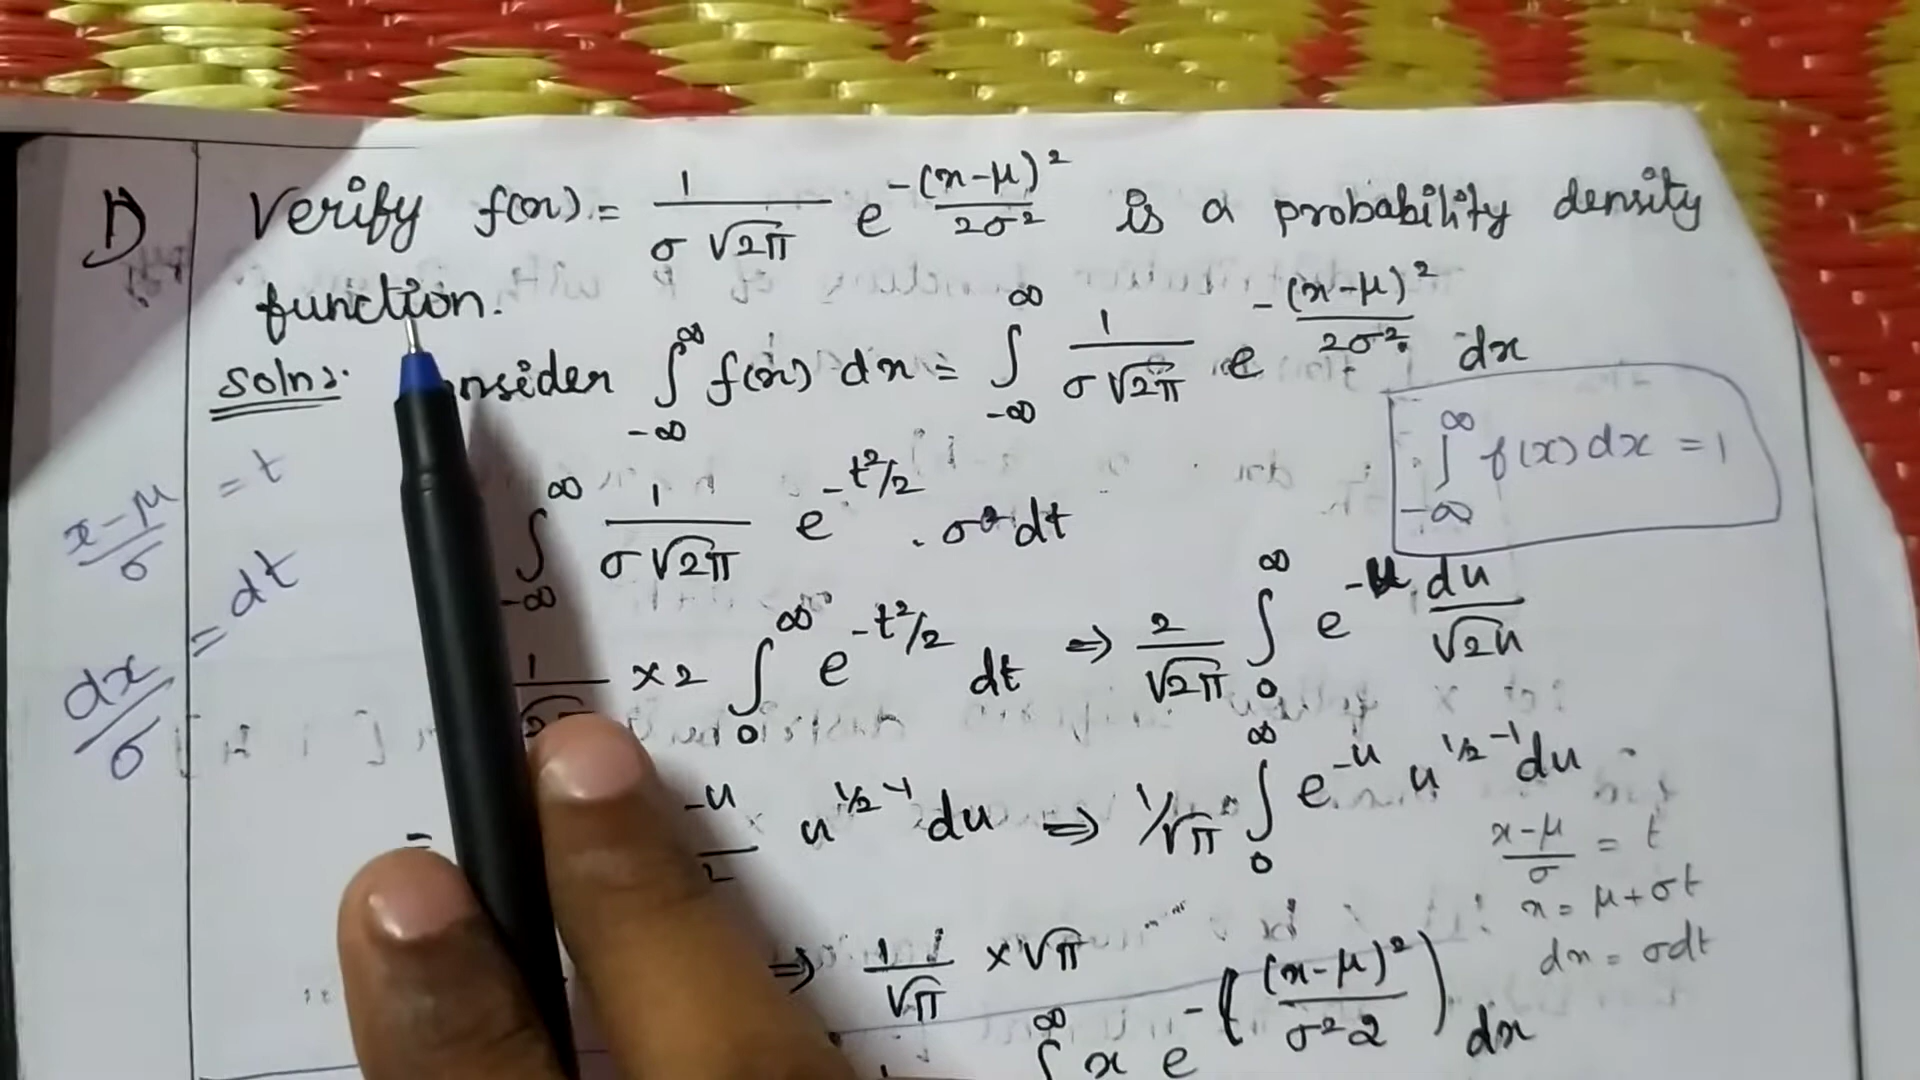 1) Verify f(x) = 1/(σ√2π) e^(-(x-μ)²/2σ²) is a probability density
function.
Soln:. ∫_{-∞}^{∞} f(x) dx = ∫_{-∞}^{∞} 1/(σ√2π) e^(-(x-μ)²/2σ²) dx
∫_{-∞}^{∞} f(x) dx = 1
(x-μ)/σ = t
∫_{-∞}^{∞} 1/(σ√2π) e^(-t²/2) . σ dt
dx/σ = dt
× 2 ∫_0^∞ e^(-t²/2) dt ⇒ 2/√2π ∫_0^∞ e^(-u) . du/√2u
= u^(1/2 -1) du ⇒ 1/√π ∫_0^∞ e^(-u) u^(1/2 -1) du
(x-μ)/σ = t
x = μ + σt
dx = σdt
⇒ 1/√π × √π
∫^∞ x e^(-((x-μ)²/σ²2)) dx